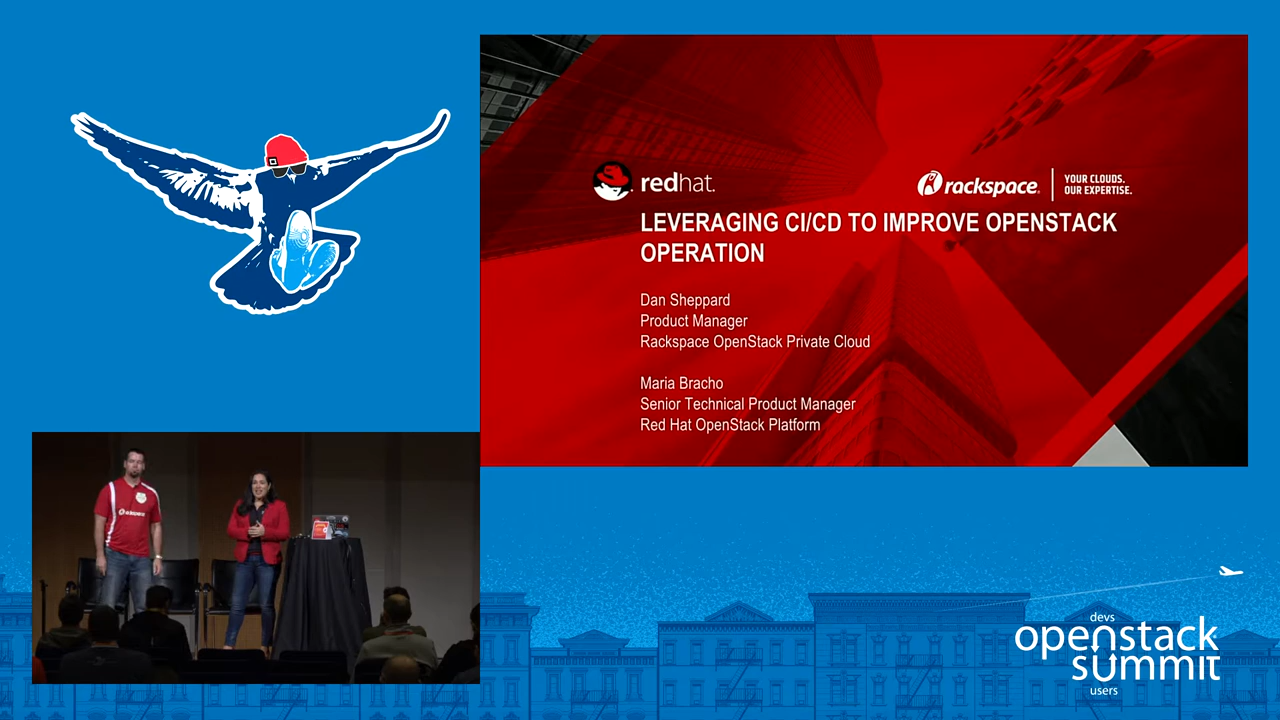 redhat.
rackspace.
YOUR CLOUDS.
OUR EXPERTISE.
LEVERAGING CI/CD TO IMPROVE OPENSTACK
OPERATION
Dan Sheppard
Product Manager
Rackspace OpenStack Private Cloud
Maria Bracho
Senior Technical Product Manager
Red Hat OpenStack Platform
devs
openstack
summit
users